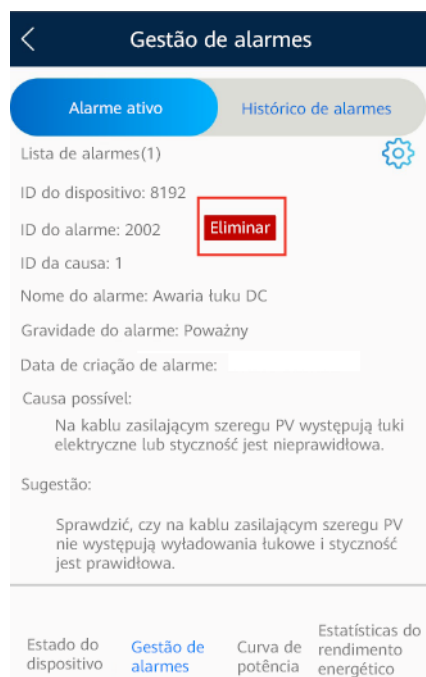 Gestão de alarmes
Alarme ativo
Histórico de alarmes
Lista de alarmes(1)
ID do dispositivo: 8192
ID do alarme: 2002
Eliminar
ID da causa: 1
Nome do alarme: Awaria łuku DC
Gravidade do alarme: Poważny
Data de criação de alarme:
Causa possível:
Na kablu zasilającym szeregu PV występują łuki
elektryczne lub styczność jest nieprawidłowa.
Sugestão:
Sprawdzić, czy na kablu zasilającym szeregu PV
nie występują wyładowania łukowe i styczność
jest prawidłowa.
Estado do
dispositivo
Gestão de
alarmes
Curva de
potência
Estatísticas do
rendimento
energético